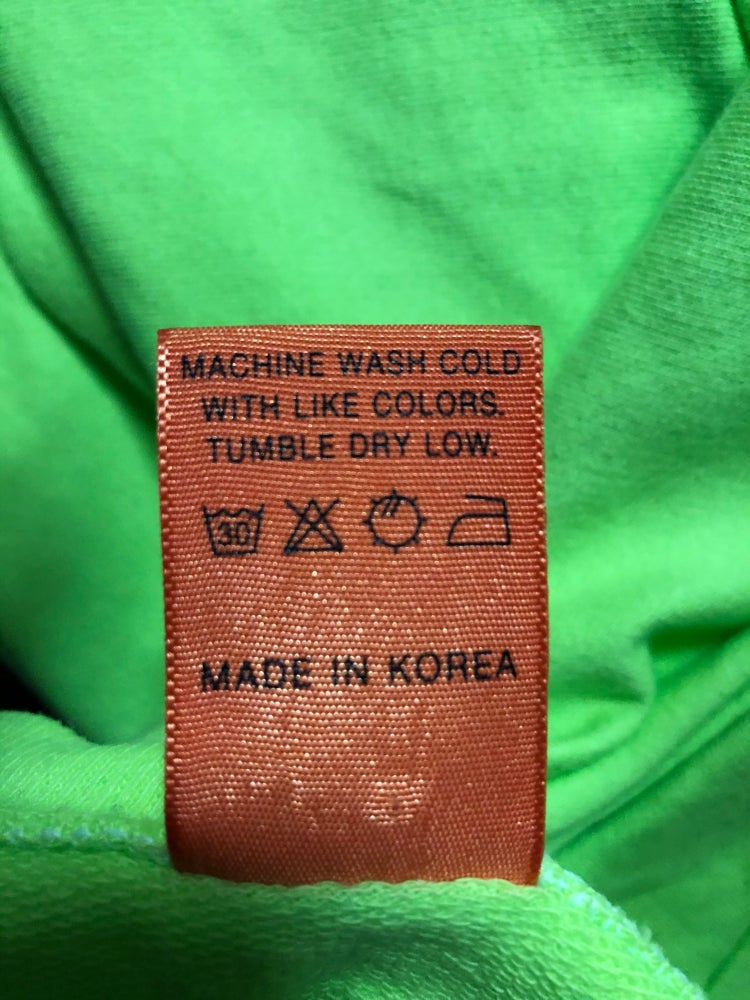 MACHINE WASH COLD
WITH LIKE COLORS.
TUMBLE DRY LOW.
30
MADE IN KOREA